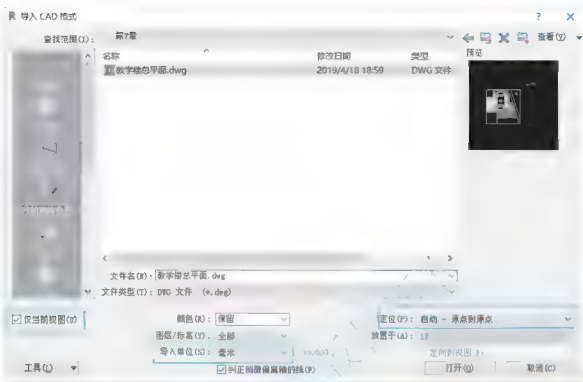 R 导入 CAD 格式 ? ×
查找范围(I): 第7章 查看(V)
名称 修改日期 类型 预览
教学楼总平面.dwg 2019/4/18 18:59 DWG 文件
文件名(N): 教学楼总平面.dwg
文件类型(T): DWG 文件 (*.dwg)
仅当前视图(U) 颜色(R): 保留 定位(P): 自动 - 原点到原点
图层/标高(Y): 全部 放置于(A): 1F
导入单位(S): 毫米 定向到视图
工具(L) 纠正稍微偏离轴的线(F) 打开(O) 取消(C)